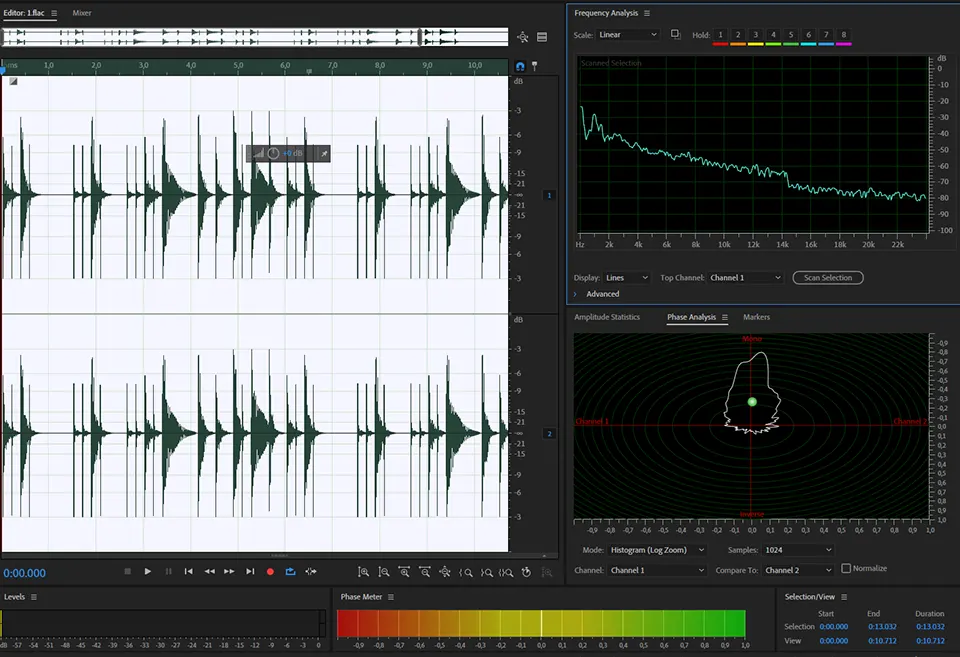 Editor: 1.flac ≡ Mixer
1,0 2,0 3,0 4,0 5,0 6,0 7,0 8,0 9,0 10,0
dB
-3
-6
-9
-15
-21
-∞
-21
-15
-9
-6
-3
1
+0 dB
dB
-3
-6
-9
-15
-21
-∞
-21
-15
-9
-6
-3
2
0:00.000
Frequency Analysis ≡
Scale: Linear Hold: 1 2 3 4 5 6 7 8
Scanned Selection
dB
0
-10
-20
-30
-40
-50
-60
-70
-80
-90
-100
Hz 2k 4k 6k 8k 10k 12k 14k 16k 18k 20k 22k
Display: Lines Top Channel: Channel 1 Scan Selection
Advanced
Amplitude Statistics Phase Analysis ≡ Markers
Mono
Channel 1 Channel 2
Inverse
-0,9
-0,8
-0,7
-0,6
-0,5
-0,4
-0,3
-0,2
-0,1
0,0
0,1
0,2
0,3
0,4
0,5
0,6
0,7
0,8
0,9
1,0
-0,9 -0,8 -0,7 -0,6 -0,5 -0,4 -0,3 -0,2 -0,1 0,0 0,1 0,2 0,3 0,4 0,5 0,6 0,7 0,8 0,9 1,0
Mode: Histogram (Log Zoom) Samples: 1024
Channel: Channel 1 Compare To: Channel 2 Normalize
Levels ≡
dB -57 -54 -51 -48 -45 -42 -39 -36 -33 -30 -27 -24 -21 -18 -15 -12 -9 -6 -3 0
Phase Meter ≡
-0,9 -0,8 -0,7 -0,6 -0,5 -0,4 -0,3 -0,2 -0,1 0,0 0,1 0,2 0,3 0,4 0,5 0,6 0,7 0,8 0,9 1,0
Selection/View ≡
Start End Duration
Selection 0:00.000 0:13.032 0:13.032
View 0:00.000 0:10.712 0:10.712